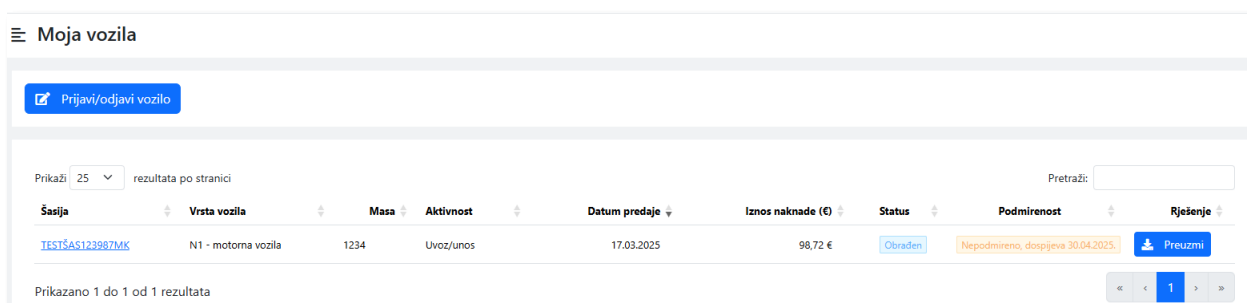 Moja vozila
Prijavi/odjavi vozilo
Prikaži 25 rezultata po stranici Pretraži:
Šasija Vrsta vozila Masa Aktivnost Datum predaje Iznos naknade (€) Status Podmirenost Rješenje
TESTŠAS123987MK N1 - motorna vozila 1234 Uvoz/unos 17.03.2025 98,72 € Obrađen Nepodmireno, dospijeva 30.04.2025. Preuzmi
Prikazano 1 do 1 od 1 rezultata « ‹ 1 › »